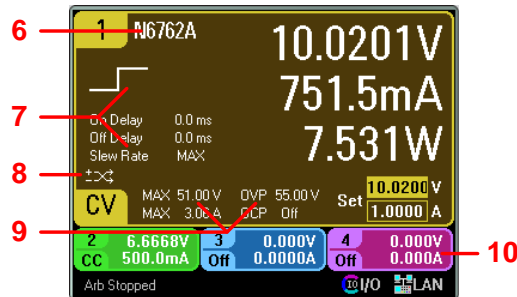 6
1 N6762A
10.0201V
751.5mA
7.531W
7
On Delay 0.0 ms
Off Delay 0.0 ms
Slew Rate MAX
8
CV
MAX 51.00 V OVP 55.00 V
MAX 3.06 A OCP Off
Set 10.0200 V
1.0000 A
9
2 6.6668V
CC 500.0mA
3 0.000V
Off 0.0000A
4 0.000V
Off 0.000A
10
Arb Stopped
IO I/O LAN